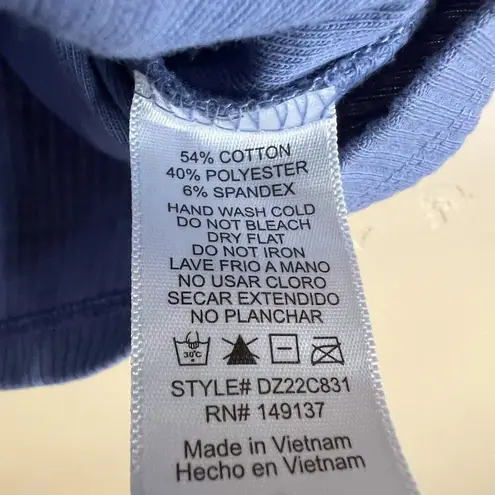 54% COTTON
40% POLYESTER
6% SPANDEX
HAND WASH COLD
DO NOT BLEACH
DRY FLAT
DO NOT IRON
LAVE FRIO A MANO
NO USAR CLORO
SECAR EXTENDIDO
NO PLANCHAR
30°C
STYLE# DZ22C831
RN# 149137
Made in Vietnam
Hecho en Vietnam